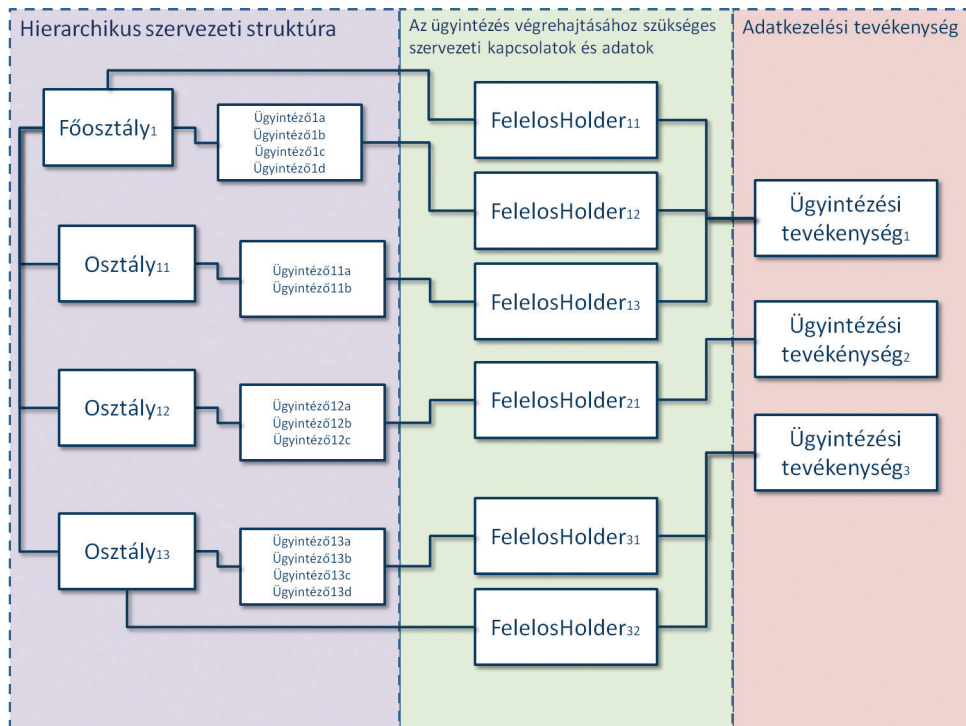 Hierarchikus szervezeti struktúra
Az ügyintézés végrehajtásához szükséges
szervezeti kapcsolatok és adatok
Adatkezelési tevékenység
Főosztály1
Ügyintéző1a
Ügyintéző1b
Ügyintéző1c
Ügyintéző1d
Osztály11
Ügyintéző11a
Ügyintéző11b
Osztály12
Ügyintéző12a
Ügyintéző12b
Ügyintéző12c
Osztály13
Ügyintéző13a
Ügyintéző13b
Ügyintéző13c
Ügyintéző13d
FelelosHolder11
FelelosHolder12
FelelosHolder13
FelelosHolder21
FelelosHolder31
FelelosHolder32
Ügyintézési
tevékenység1
Ügyintézési
tevékénység2
Ügyintézési
tevékenység3